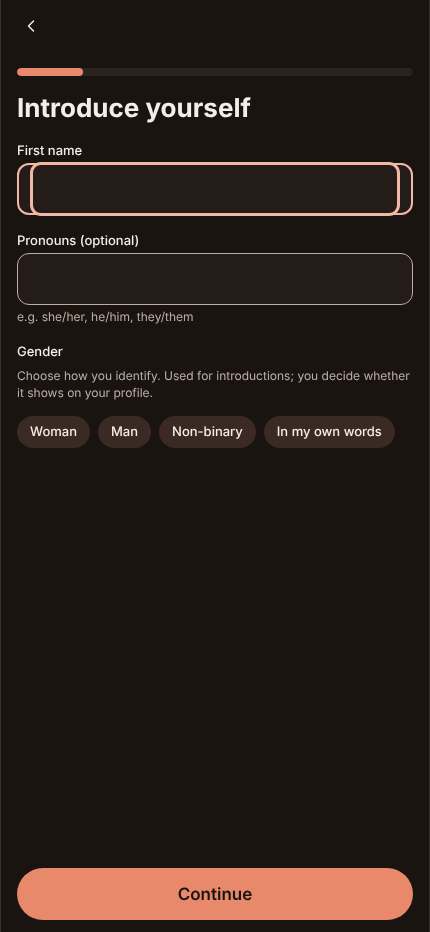 Introduce yourself
First name
Pronouns (optional)
e.g. she/her, he/him, they/them
Gender
Choose how you identify. Used for introductions; you decide whether
it shows on your profile.
Woman
Man
Non-binary
In my own words
Continue